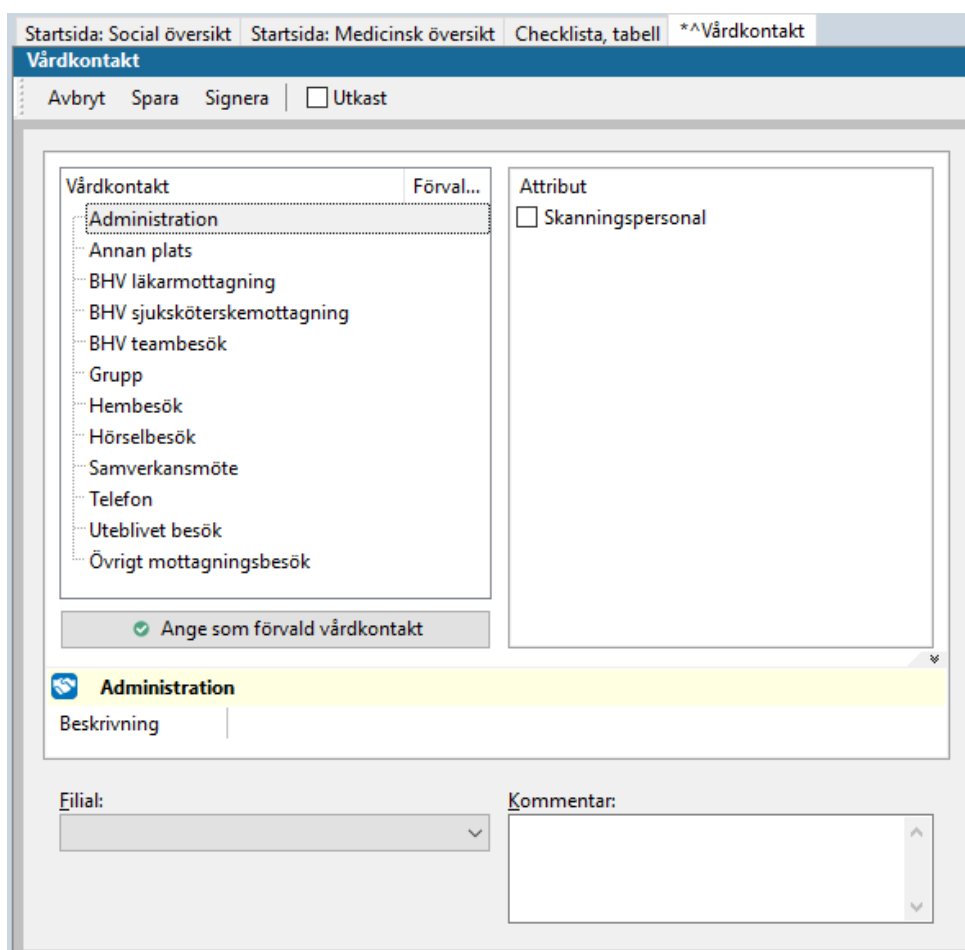 Startsida: Social översikt Startsida: Medicinsk översikt Checklista, tabell *^Vårdkontakt
Vårdkontakt
Avbryt Spara Signera Utkast
Vårdkontakt Förval... Attribut
Administration Skanningspersonal
Annan plats
BHV läkarmottagning
BHV sjuksköterskemottagning
BHV teambesök
Grupp
Hembesök
Hörselbesök
Samverkansmöte
Telefon
Uteblivet besök
Övrigt mottagningsbesök
Ange som förvald vårdkontakt
Administration
Beskrivning
Filial: Kommentar: